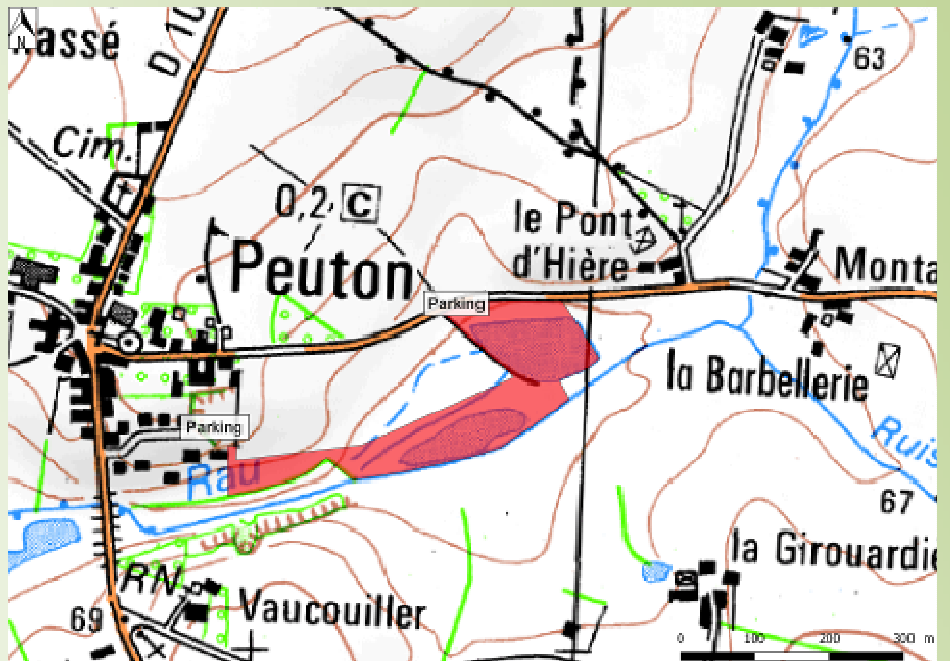 N
assé
D 10
63
Cim.
0,2 C
le Pont
d'Hière
Peuton
Monta
Parking
la Barbellerie
Parking
Ruis
Rau
67
la Girouardie
RN
Vaucouiller
69
0 100 200 300 m